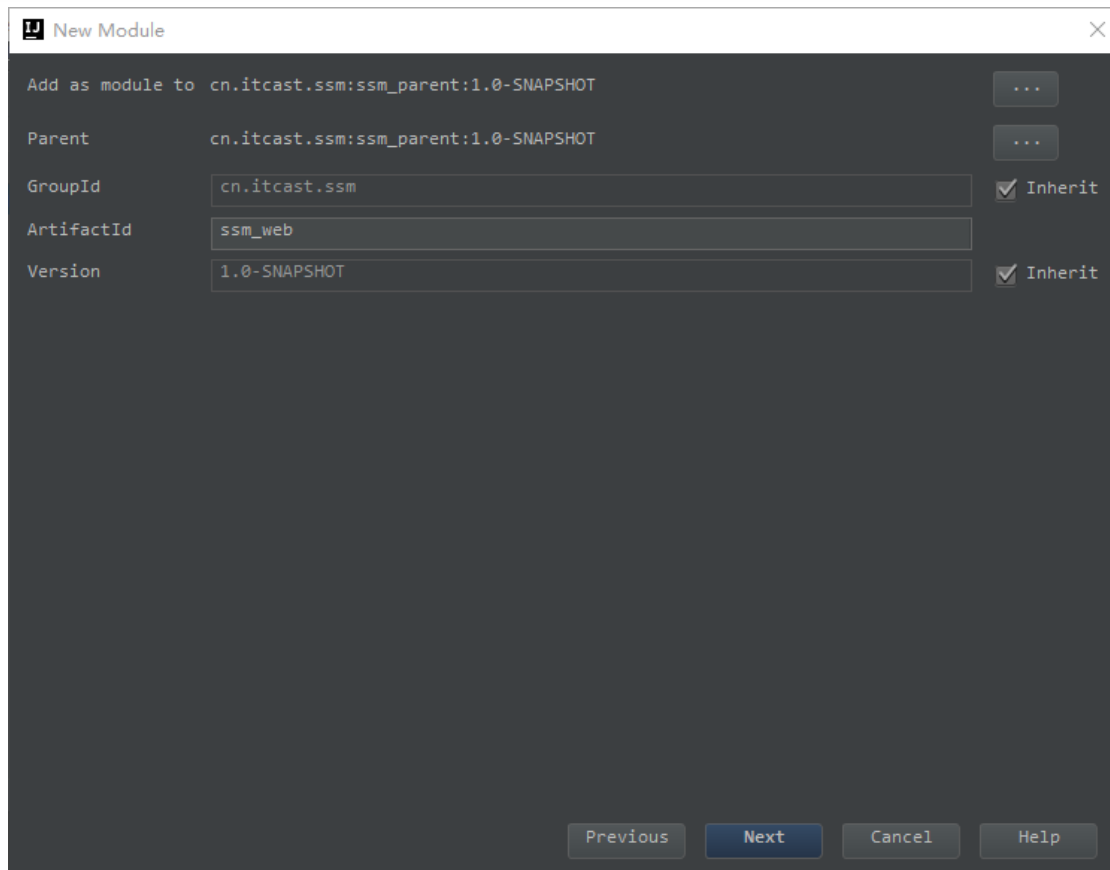 New Module
Add as module to cn.itcast.ssm:ssm_parent:1.0-SNAPSHOT ...
Parent cn.itcast.ssm:ssm_parent:1.0-SNAPSHOT ...
GroupId cn.itcast.ssm Inherit
ArtifactId ssm_web
Version 1.0-SNAPSHOT Inherit
Previous Next Cancel Help